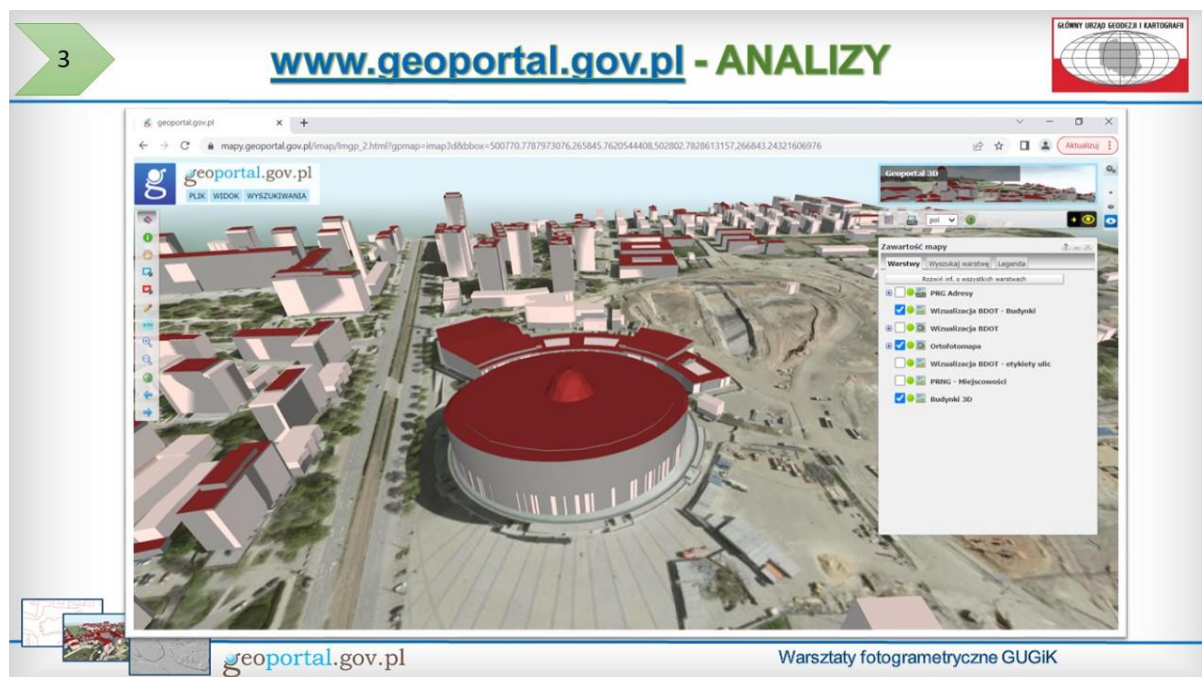 3
www.geoportal.gov.pl - ANALIZY
GŁÓWNY URZĄD GEODEZJI I KARTOGRAFII
geoportal.gov.pl
mapy.geoportal.gov.pl/imap/Imgp_2.html?gpmap=imap3d&bbox=500770.7787973076,265845.7620544408,502802.7828613157,266843.24321606976
Aktualizuj
geoportal.gov.pl
PLIK WIDOK WYSZUKIWANIA
Geoportal 3D
pol
Zawartość mapy
Warstwy Wyszukaj warstwę Legenda
Rozwiń inf. o wszystkich warstwach
PRG Adresy
Wizualizacja BDOT - Budynki
Wizualizacja BDOT
Ortofotomapa
Wizualizacja BDOT - etykiety ulic
PRNG - Miejscowości
Budynki 3D
geoportal.gov.pl
Warsztaty fotogrametryczne GUGiK